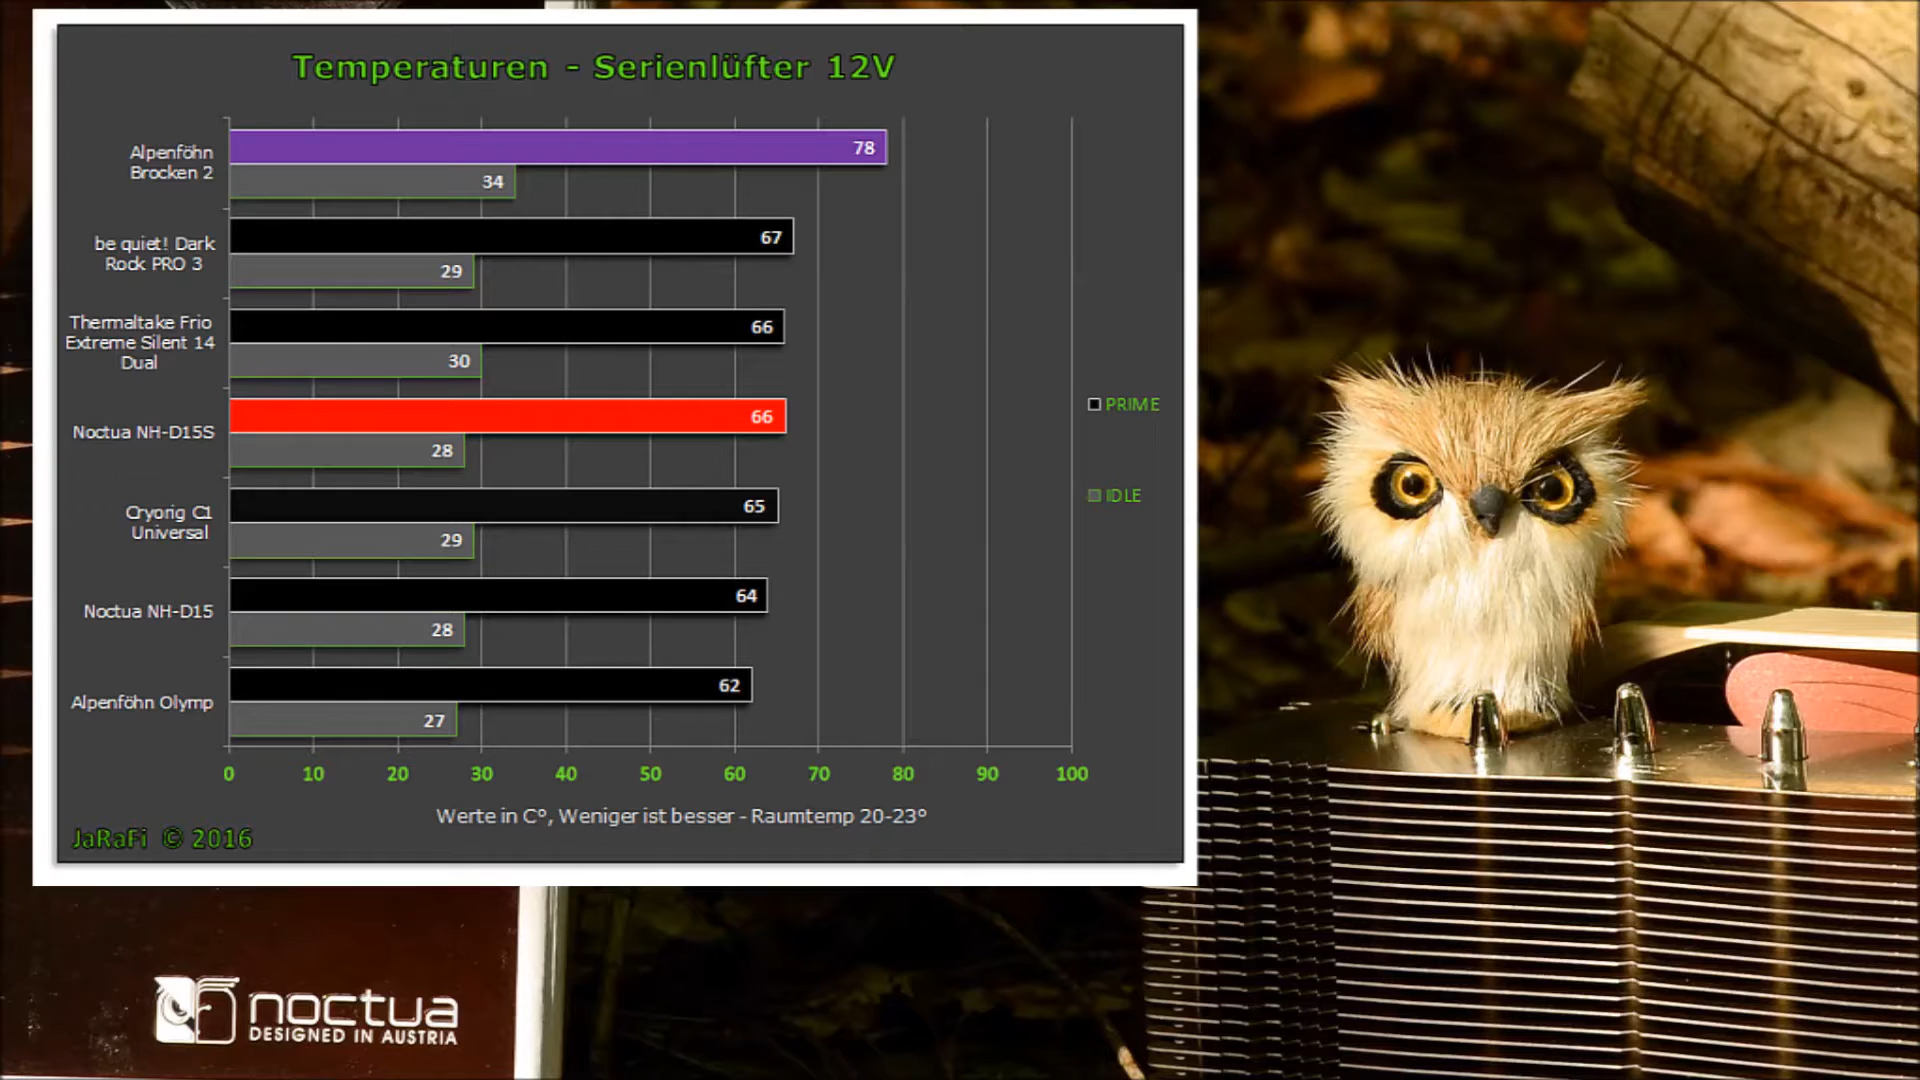 Temperaturen - Serienlüfter 12V
Alpenföhn
Brocken 2
78
34
be quiet! Dark
Rock PRO 3
67
29
Thermaltake Frio
Extreme Silent 14
Dual
66
30
Noctua NH-D15S
66
28
Cryorig C1
Universal
65
29
Noctua NH-D15
64
28
Alpenföhn Olymp
62
27
PRIME
IDLE
0 10 20 30 40 50 60 70 80 90 100
Werte in C°, Weniger ist besser - Raumtemp 20-23°
JaRaFi © 2016
noctua
DESIGNED IN AUSTRIA